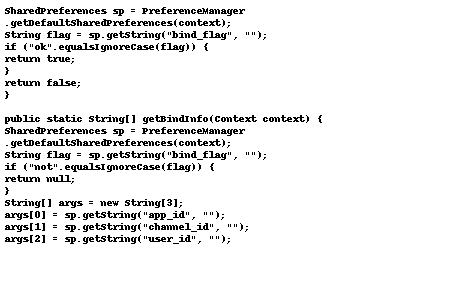 SharedPreferences sp = PreferenceManager
.getDefaultSharedPreferences(context);
String flag = sp.getString("bind_flag", "");
if ("ok".equalsIgnoreCase(flag)) {
return true;
}
return false;
}

public static String[] getBindInfo(Context context) {
SharedPreferences sp = PreferenceManager
.getDefaultSharedPreferences(context);
String flag = sp.getString("bind_flag", "");
if ("not".equalsIgnoreCase(flag)) {
return null;
}
String[] args = new String[3];
args[0] = sp.getString("app_id", "");
args[1] = sp.getString("channel_id", "");
args[2] = sp.getString("user_id", "");